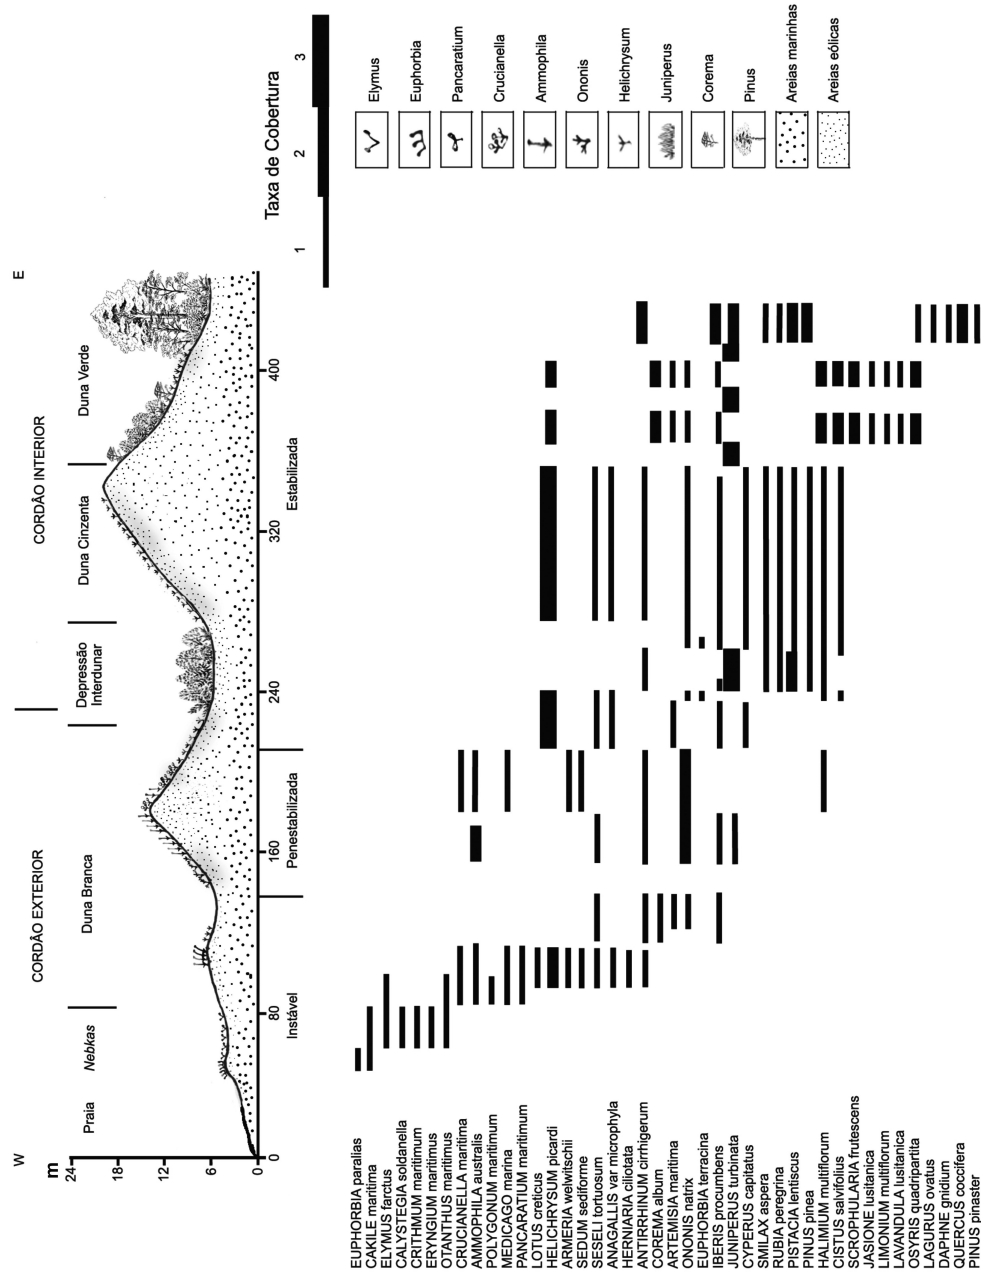 W
E
CORDÃO EXTERIOR
CORDÃO INTERIOR
Praia
Nebkas
Duna Branca
Depressão
Interdunar
Duna Cinzenta
Duna Verde
m
24
18
12
6
0
0
80
160
240
320
400
Instável
Penestabilizada
Estabilizada
Taxa de Cobertura
1
2
3
Elymus
Euphorbia
Pancaratium
Crucianella
Ammophila
Ononis
Helichrysum
Juniperus
Corema
Pinus
Areias marinhas
Areias eólicas
EUPHORBIA paralias
CAKILE maritima
ELYMUS farctus
CALYSTEGIA soldanella
CRITHMUM maritimum
ERYNGIUM maritimus
OTANTHUS maritimus
CRUCIANELLA maritima
AMMOPHILA australis
POLYGONUM maritimum
MEDICAGO marina
PANCARATIUM maritimum
LOTUS creticus
HELICHRYSUM picardi
ARMERIA welwitschii
SEDUM sediforme
SESELI tortuosum
ANAGALLIS var microphyla
HERNIARIA ciliotata
ANTIRRINUM cirrhigerum
COREMA album
ARTEMISIA maritima
ONONIS natrix
EUPHORBIA terracina
IBERIS procumbens
JUNIPERUS turbinata
CYPERUS capitatus
SMILAX aspera
RUBIA peregrina
PISTACIA lentiscus
PINUS pinea
HALIMIUM multiflorum
CISTUS salvifolius
SCROPHULARIA frutescens
JASIONE lusitanica
LIMONIUM multiflorum
LAVANDULA lusitanica
OSYRIS quadripartita
LAGURUS ovatus
DAPHNE gnidium
QUERCUS coccifera
PINUS pinaster